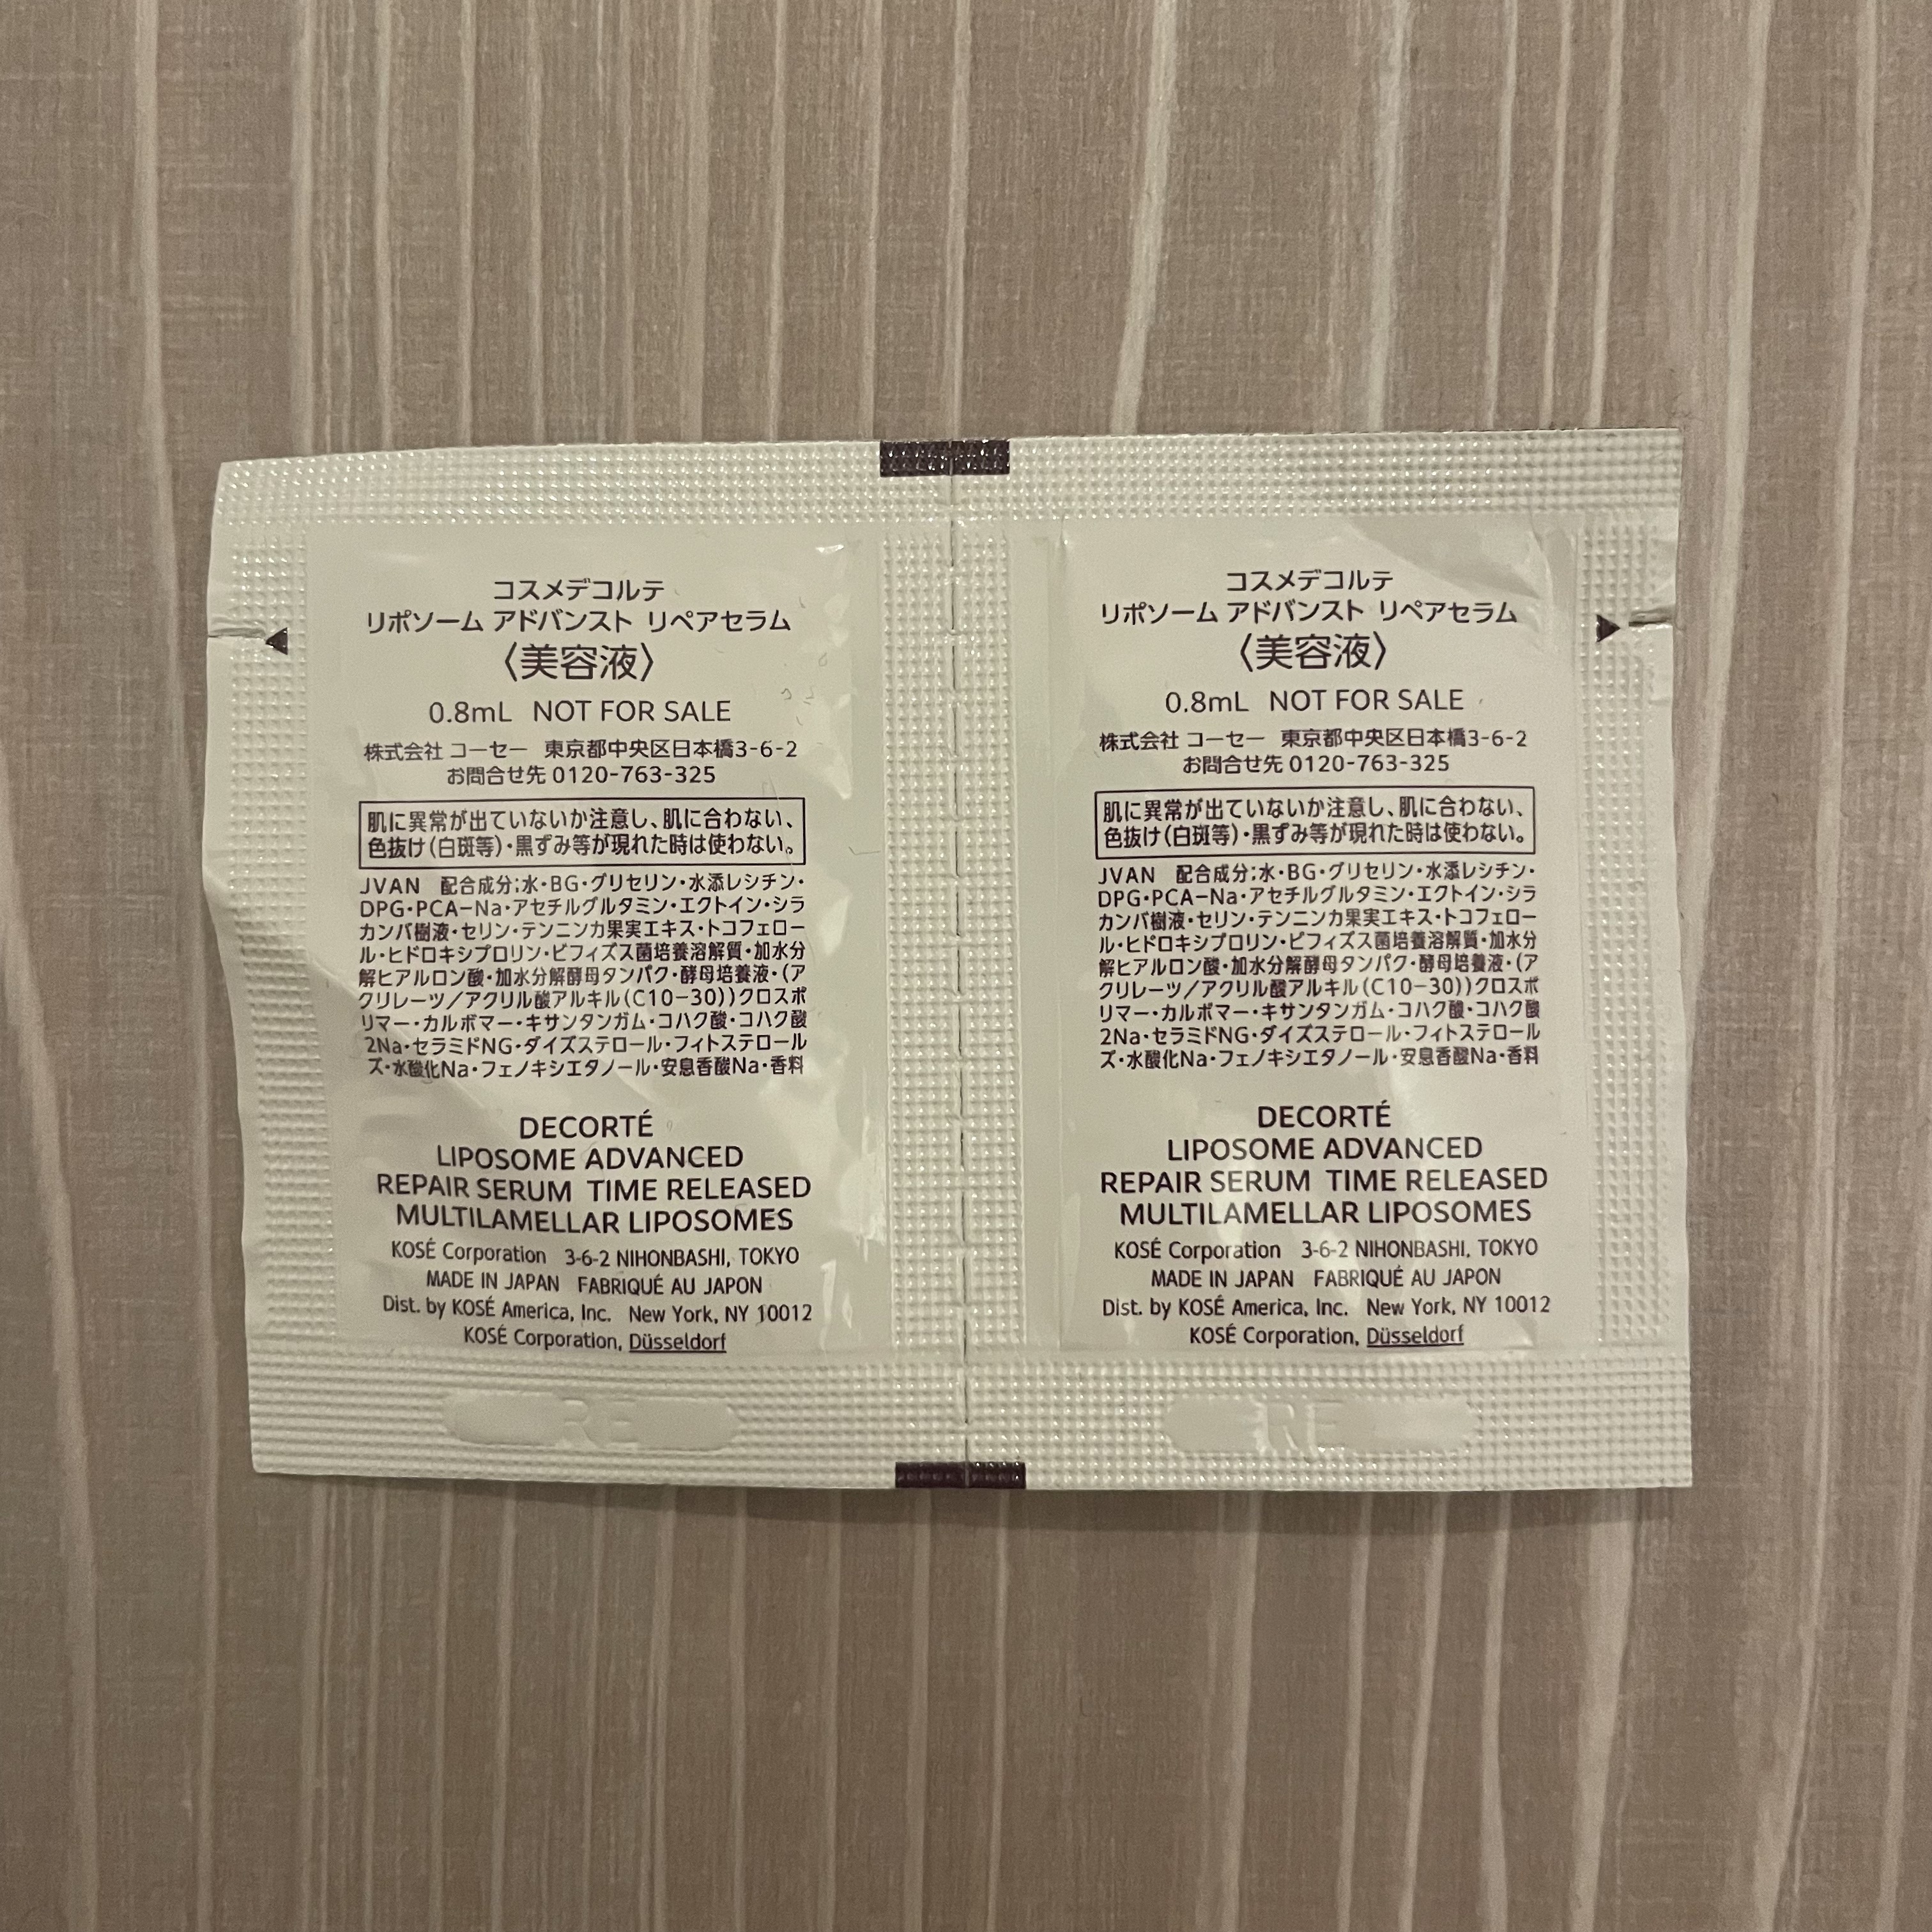 コスメデコルテ
リポソーム アドバンスト リペアセラム
〈美容液〉
0.8mL NOT FOR SALE
株式会社 コーセー 東京都中央区日本橋3-6-2
お問合せ先 0120-763-325
肌に異常が出ていないか注意し、肌に合わない、
色抜け(白斑等)・黒ずみ等が現れた時は使わない。
JVAN 配合成分;水・BG・グリセリン・水添レシチン・
DPG・PCA-Na・アセチルグルタミン・エクトイン・シラ
カンバ樹液・セリン・テンニンカ果実エキス・トコフェロー
ル・ヒドロキシプロリン・ビフィズス菌培養溶解質・加水分
解ヒアルロン酸・加水分解酵母タンパク・酵母培養液・(ア
クリレーツ/アクリル酸アルキル(C10-30))クロスポ
リマー・カルボマー・キサンタンガム・コハク酸・コハク酸
2Na・セラミドNG・ダイズステロール・フィトステロール
ズ・水酸化Na・フェノキシエタノール・安息香酸Na・香料
DECORTÉ
LIPOSOME ADVANCED
REPAIR SERUM TIME RELEASED
MULTILAMELLAR LIPOSOMES
KOSÉ Corporation 3-6-2 NIHONBASHI, TOKYO
MADE IN JAPAN FABRIQUÉ AU JAPON
Dist. by KOSÉ America, Inc. New York, NY 10012
KOSÉ Corporation, Düsseldorf
コスメデコルテ
リポソーム アドバンスト リペアセラム
〈美容液〉
0.8mL NOT FOR SALE
株式会社 コーセー 東京都中央区日本橋3-6-2
お問合せ先 0120-763-325
肌に異常が出ていないか注意し、肌に合わない、
色抜け(白斑等)・黒ずみ等が現れた時は使わない。
JVAN 配合成分;水・BG・グリセリン・水添レシチン・
DPG・PCA-Na・アセチルグルタミン・エクトイン・シラ
カンバ樹液・セリン・テンニンカ果実エキス・トコフェロー
ル・ヒドロキシプロリン・ビフィズス菌培養溶解質・加水分
解ヒアルロン酸・加水分解酵母タンパク・酵母培養液・(ア
クリレーツ/アクリル酸アルキル(C10-30))クロスポ
リマー・カルボマー・キサンタンガム・コハク酸・コハク酸
2Na・セラミドNG・ダイズステロール・フィトステロール
ズ・水酸化Na・フェノキシエタノール・安息香酸Na・香料
DECORTÉ
LIPOSOME ADVANCED
REPAIR SERUM TIME RELEASED
MULTILAMELLAR LIPOSOMES
KOSÉ Corporation 3-6-2 NIHONBASHI, TOKYO
MADE IN JAPAN FABRIQUÉ AU JAPON
Dist. by KOSÉ America, Inc. New York, NY 10012
KOSÉ Corporation, Düsseldorf